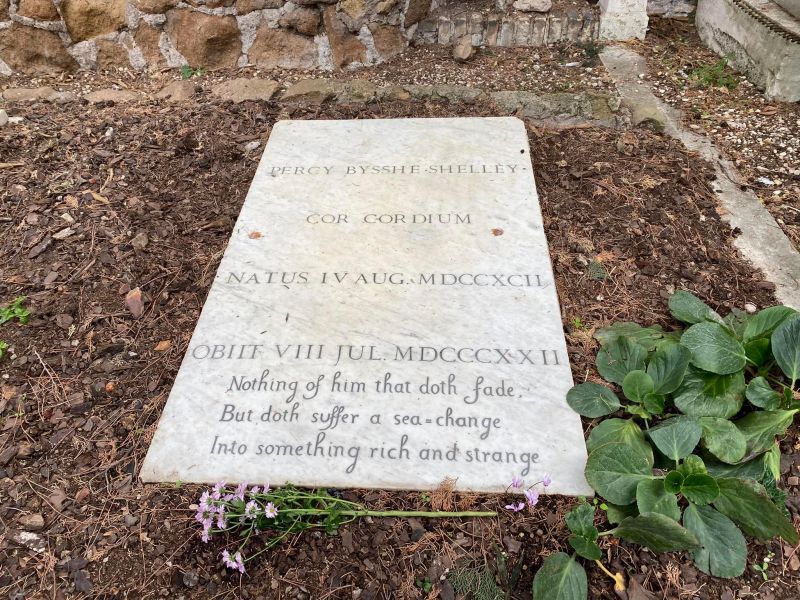 PERCY BYSSHE·SHELLEY·
COR CORDIUM
NATUS IV AUG. MDCCXCII
OBIIT VIII JUL. MDCCCXXII
Nothing of him that doth fade,
But doth suffer a sea=change
Into something rich and strange